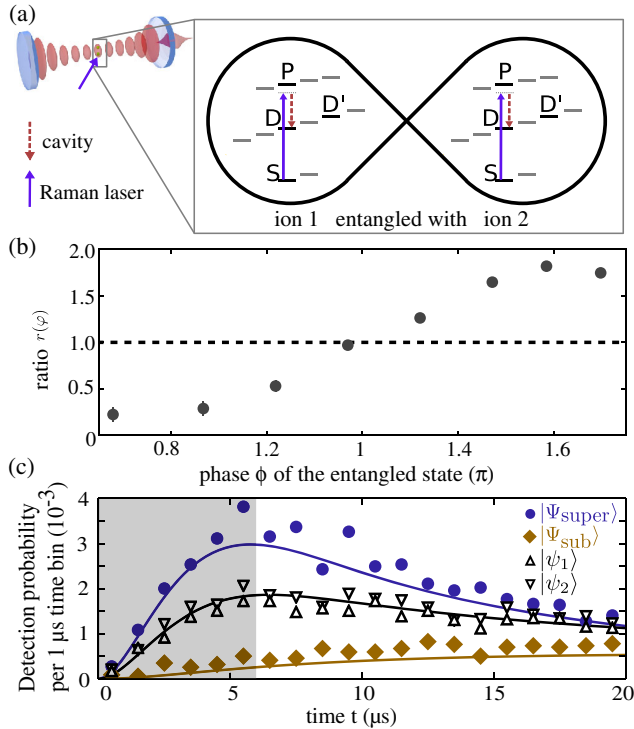 (a)
P
P
D'
D'
D
D
cavity
Raman laser
S
S
ion 1 entangled with ion 2
(b)
2.0
1.5
1.0
0.5
0
ratio r(φ)
0.8 1.2 1 1.4 1.6
phase ϕ of the entangled state (π)
(c)
4
3
2
1
0
Detection probability
per 1 µs time bin (10⁻³)
|Ψsuper⟩
|Ψsub⟩
|ψ₁⟩
|ψ₂⟩
0 5 10 15 20
time t (µs)